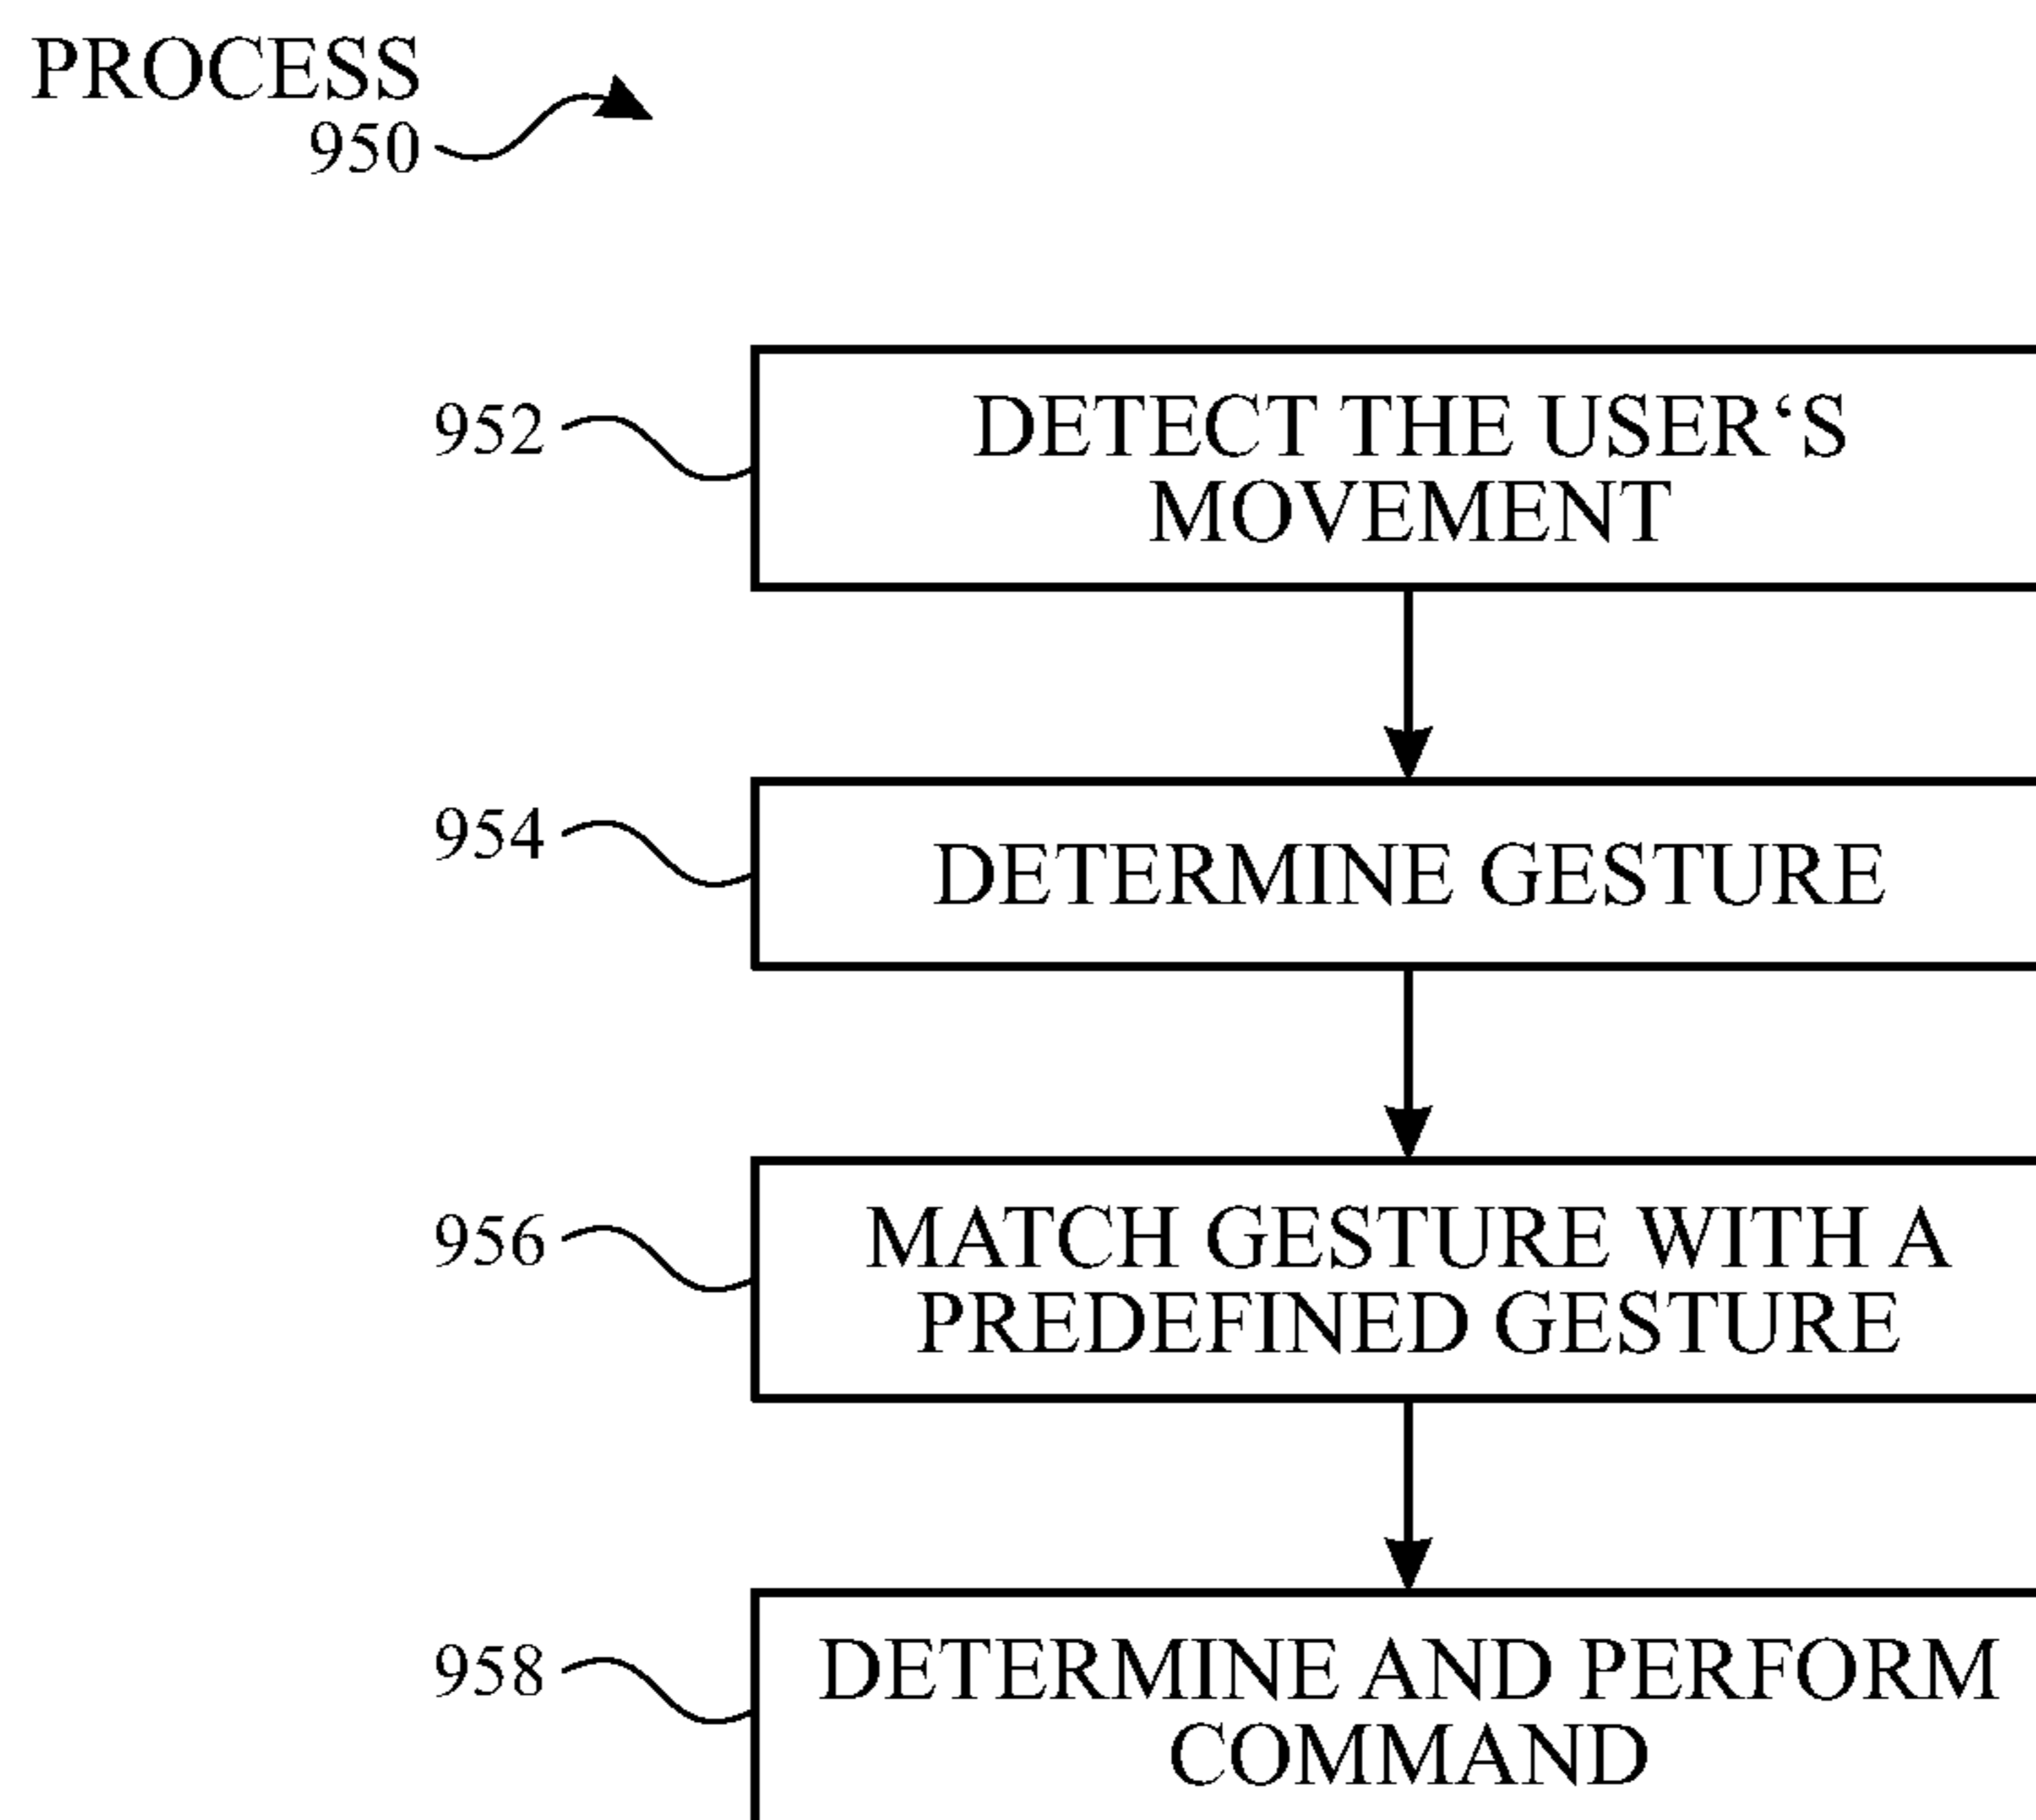 PROCESS
950
952
DETECT THE USER‘S
MOVEMENT
954
DETERMINE GESTURE
956
MATCH GESTURE WITH A
PREDEFINED GESTURE
958
DETERMINE AND PERFORM
COMMAND